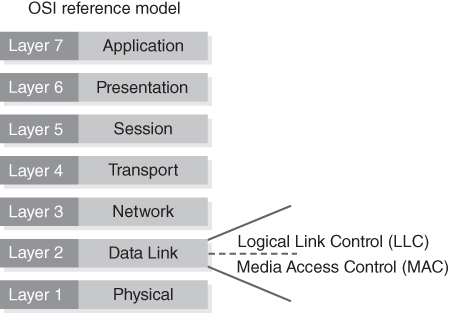 OSI reference model
Layer 7 Application
Layer 6 Presentation
Layer 5 Session
Layer 4 Transport
Layer 3 Network
Layer 2 Data Link
Logical Link Control (LLC)
Media Access Control (MAC)
Layer 1 Physical